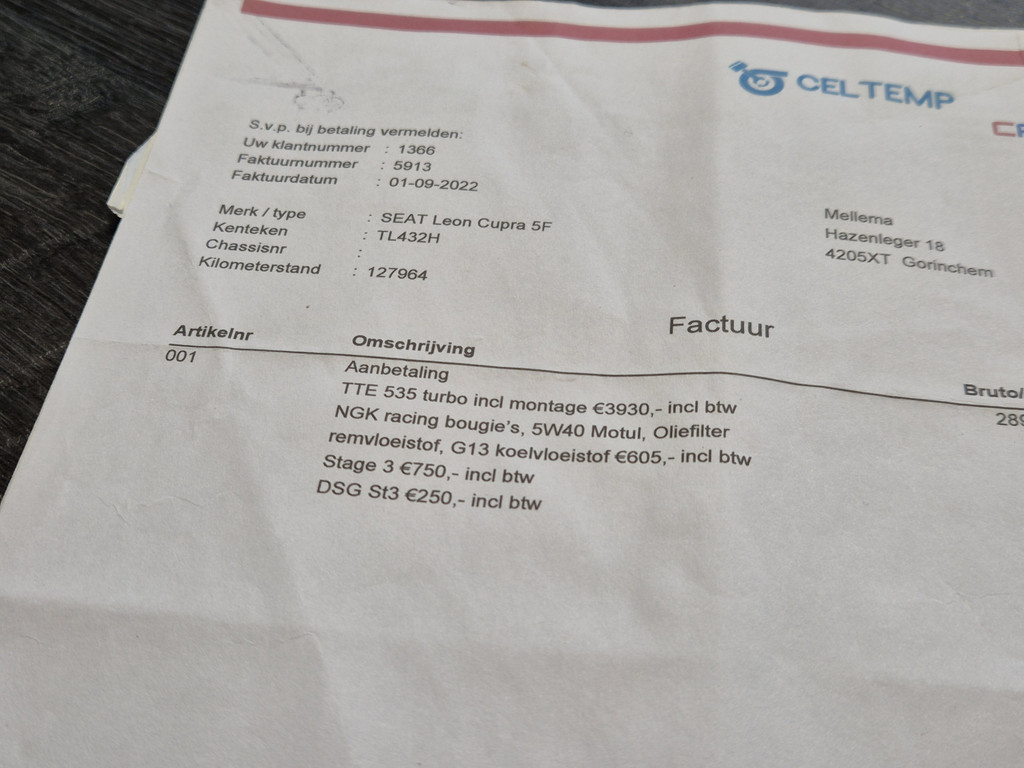 CELTEMP
S.v.p. bij betaling vermelden:
Uw klantnummer : 1366
Faktuurnummer : 5913
Faktuurdatum : 01-09-2022
Merk / type : SEAT Leon Cupra 5F
Kenteken : TL432H
Chassisnr :
Kilometerstand : 127964
Mellema
Hazenleger 18
4205XT Gorinchem
Factuur
Artikelnr Omschrijving
001 Aanbetaling
TTE 535 turbo incl montage €3930,- incl btw
NGK racing bougie's, 5W40 Motul, Oliefilter
remvloeistof, G13 koelvloeistof €605,- incl btw
Stage 3 €750,- incl btw
DSG St3 €250,- incl btw